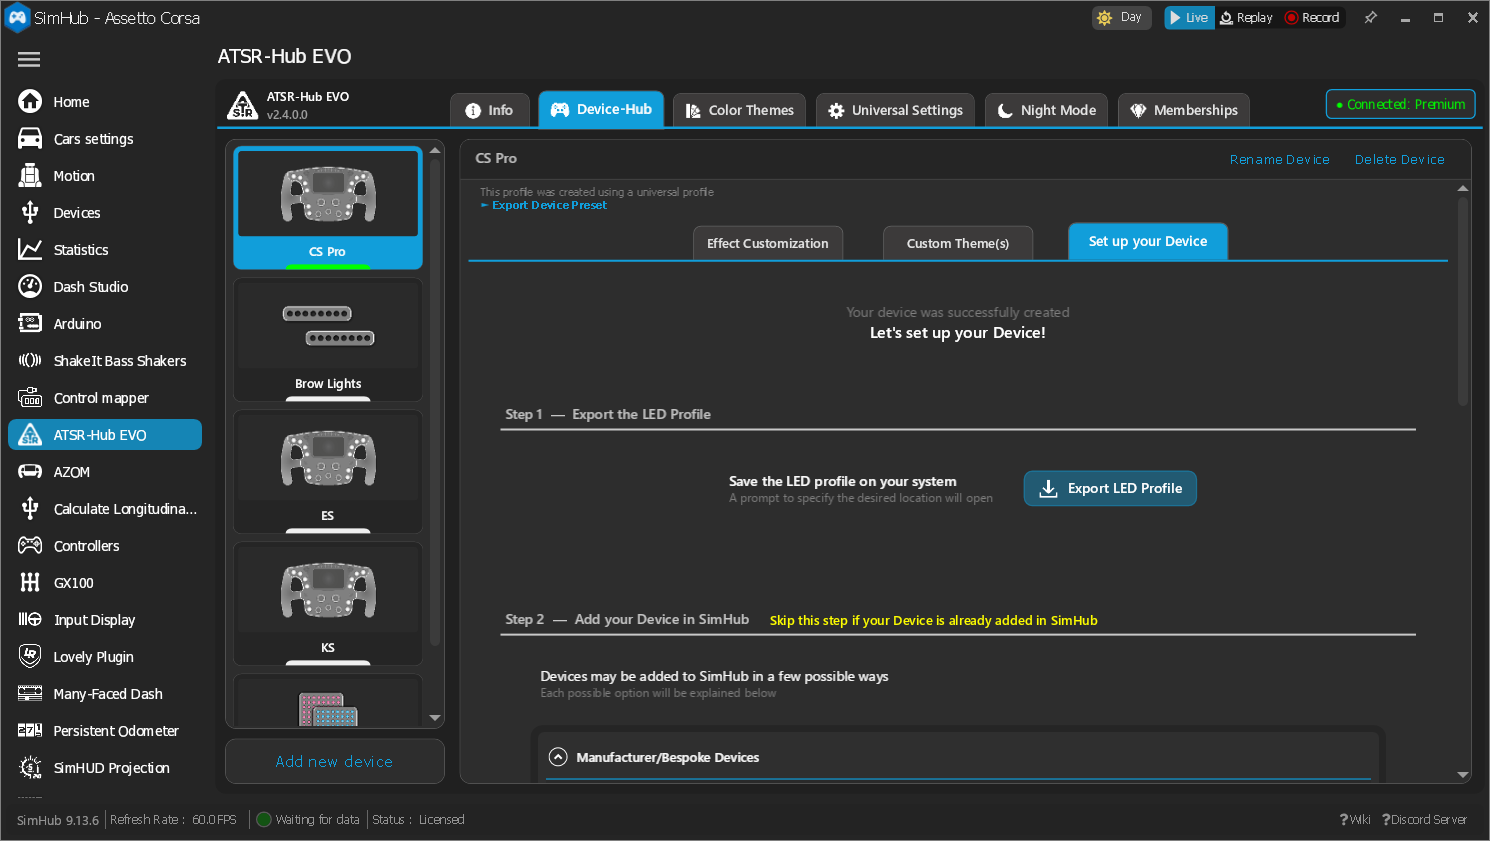 SimHub - Assetto Corsa
Day
Live
Replay
Record
ATSR-Hub EVO
Home
Cars settings
Motion
Devices
Statistics
Dash Studio
Arduino
ShakeIt Bass Shakers
Control mapper
ATSR-Hub EVO
AZOM
Calculate Longitudina...
Controllers
GX100
Input Display
Lovely Plugin
Many-Faced Dash
Persistent Odometer
SimHUD Projection
ATSR-Hub EVO
v2.4.0.0
Info
Device-Hub
Color Themes
Universal Settings
Night Mode
Memberships
● Connected: Premium
CS Pro
Brow Lights
ES
KS
Add new device
CS Pro
Rename Device
Delete Device
This profile was created using a universal profile
► Export Device Preset
Effect Customization
Custom Theme(s)
Set up your Device
Your device was successfully created
Let's set up your Device!
Step 1 — Export the LED Profile
Save the LED profile on your system
A prompt to specify the desired location will open
Export LED Profile
Step 2 — Add your Device in SimHub
Skip this step if your Device is already added in SimHub
Devices may be added to SimHub in a few possible ways
Each possible option will be explained below
Manufacturer/Bespoke Devices
SimHub 9.13.6
Refresh Rate : 60.0FPS
Waiting for data
Status : Licensed
?Wiki
?Discord Server